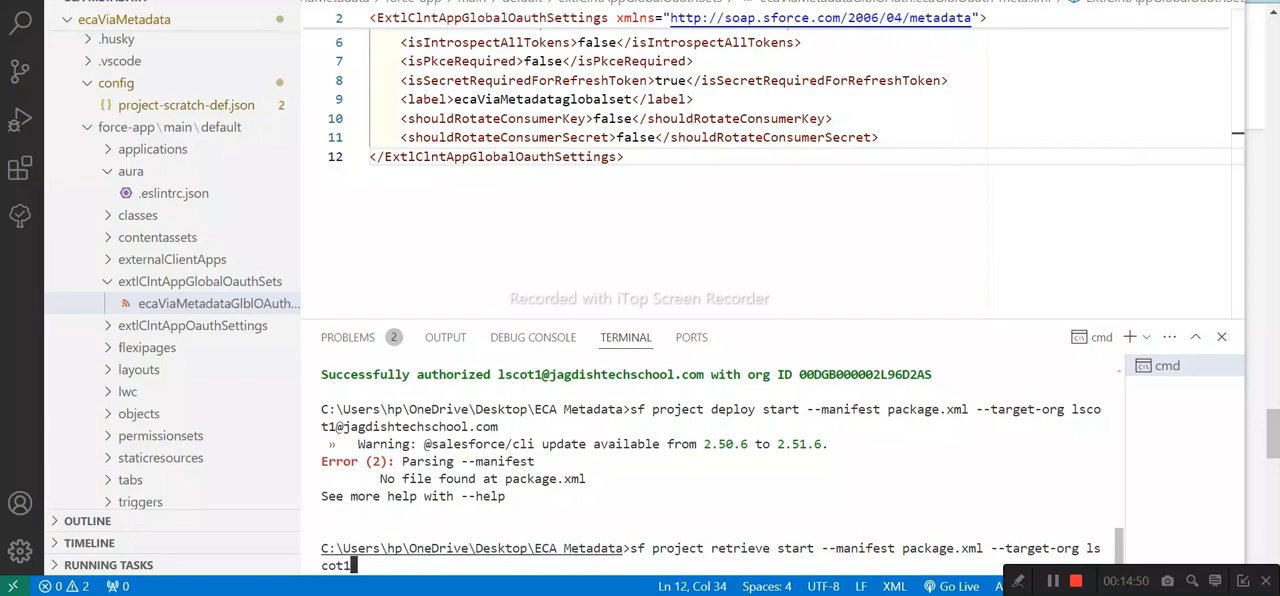 ecaViaMetadata
.husky
.vscode
config
project-scratch-def.json 2
force-app\main\default
applications
aura
.eslintrc.json
classes
contentassets
externalClientApps
extlClntAppGlobalOauthSets
ecaViaMetadataGlblOAuth...
extlClntAppOauthSettings
flexipages
layouts
lwc
objects
permissionsets
staticresources
tabs
triggers
OUTLINE
TIMELINE
RUNNING TASKS
2 <ExtlClntAppGlobalOauthSettings xmlns="http://soap.sforce.com/2006/04/metadata">
6 <isIntrospectAllTokens>false</isIntrospectAllTokens>
7 <isPkceRequired>false</isPkceRequired>
8 <isSecretRequiredForRefreshToken>true</isSecretRequiredForRefreshToken>
9 <label>ecaViaMetadataglobalset</label>
10 <shouldRotateConsumerKey>false</shouldRotateConsumerKey>
11 <shouldRotateConsumerSecret>false</shouldRotateConsumerSecret>
12 </ExtlClntAppGlobalOauthSettings>
Recorded with iTop Screen Recorder
PROBLEMS 2 OUTPUT DEBUG CONSOLE TERMINAL PORTS
cmd
cmd
Successfully authorized lscot1@jagdishtechschool.com with org ID 00DGB000002L96D2AS
C:\Users\hp\OneDrive\Desktop\ECA Metadata>sf project deploy start --manifest package.xml --target-org lsco
t1@jagdishtechschool.com
» Warning: @salesforce/cli update available from 2.50.6 to 2.51.6.
Error (2): Parsing --manifest
No file found at package.xml
See more help with --help
C:\Users\hp\OneDrive\Desktop\ECA Metadata>sf project retrieve start --manifest package.xml --target-org ls
cot1
0 2 0
Ln 12, Col 34 Spaces: 4 UTF-8 LF XML Go Live
00:14:50